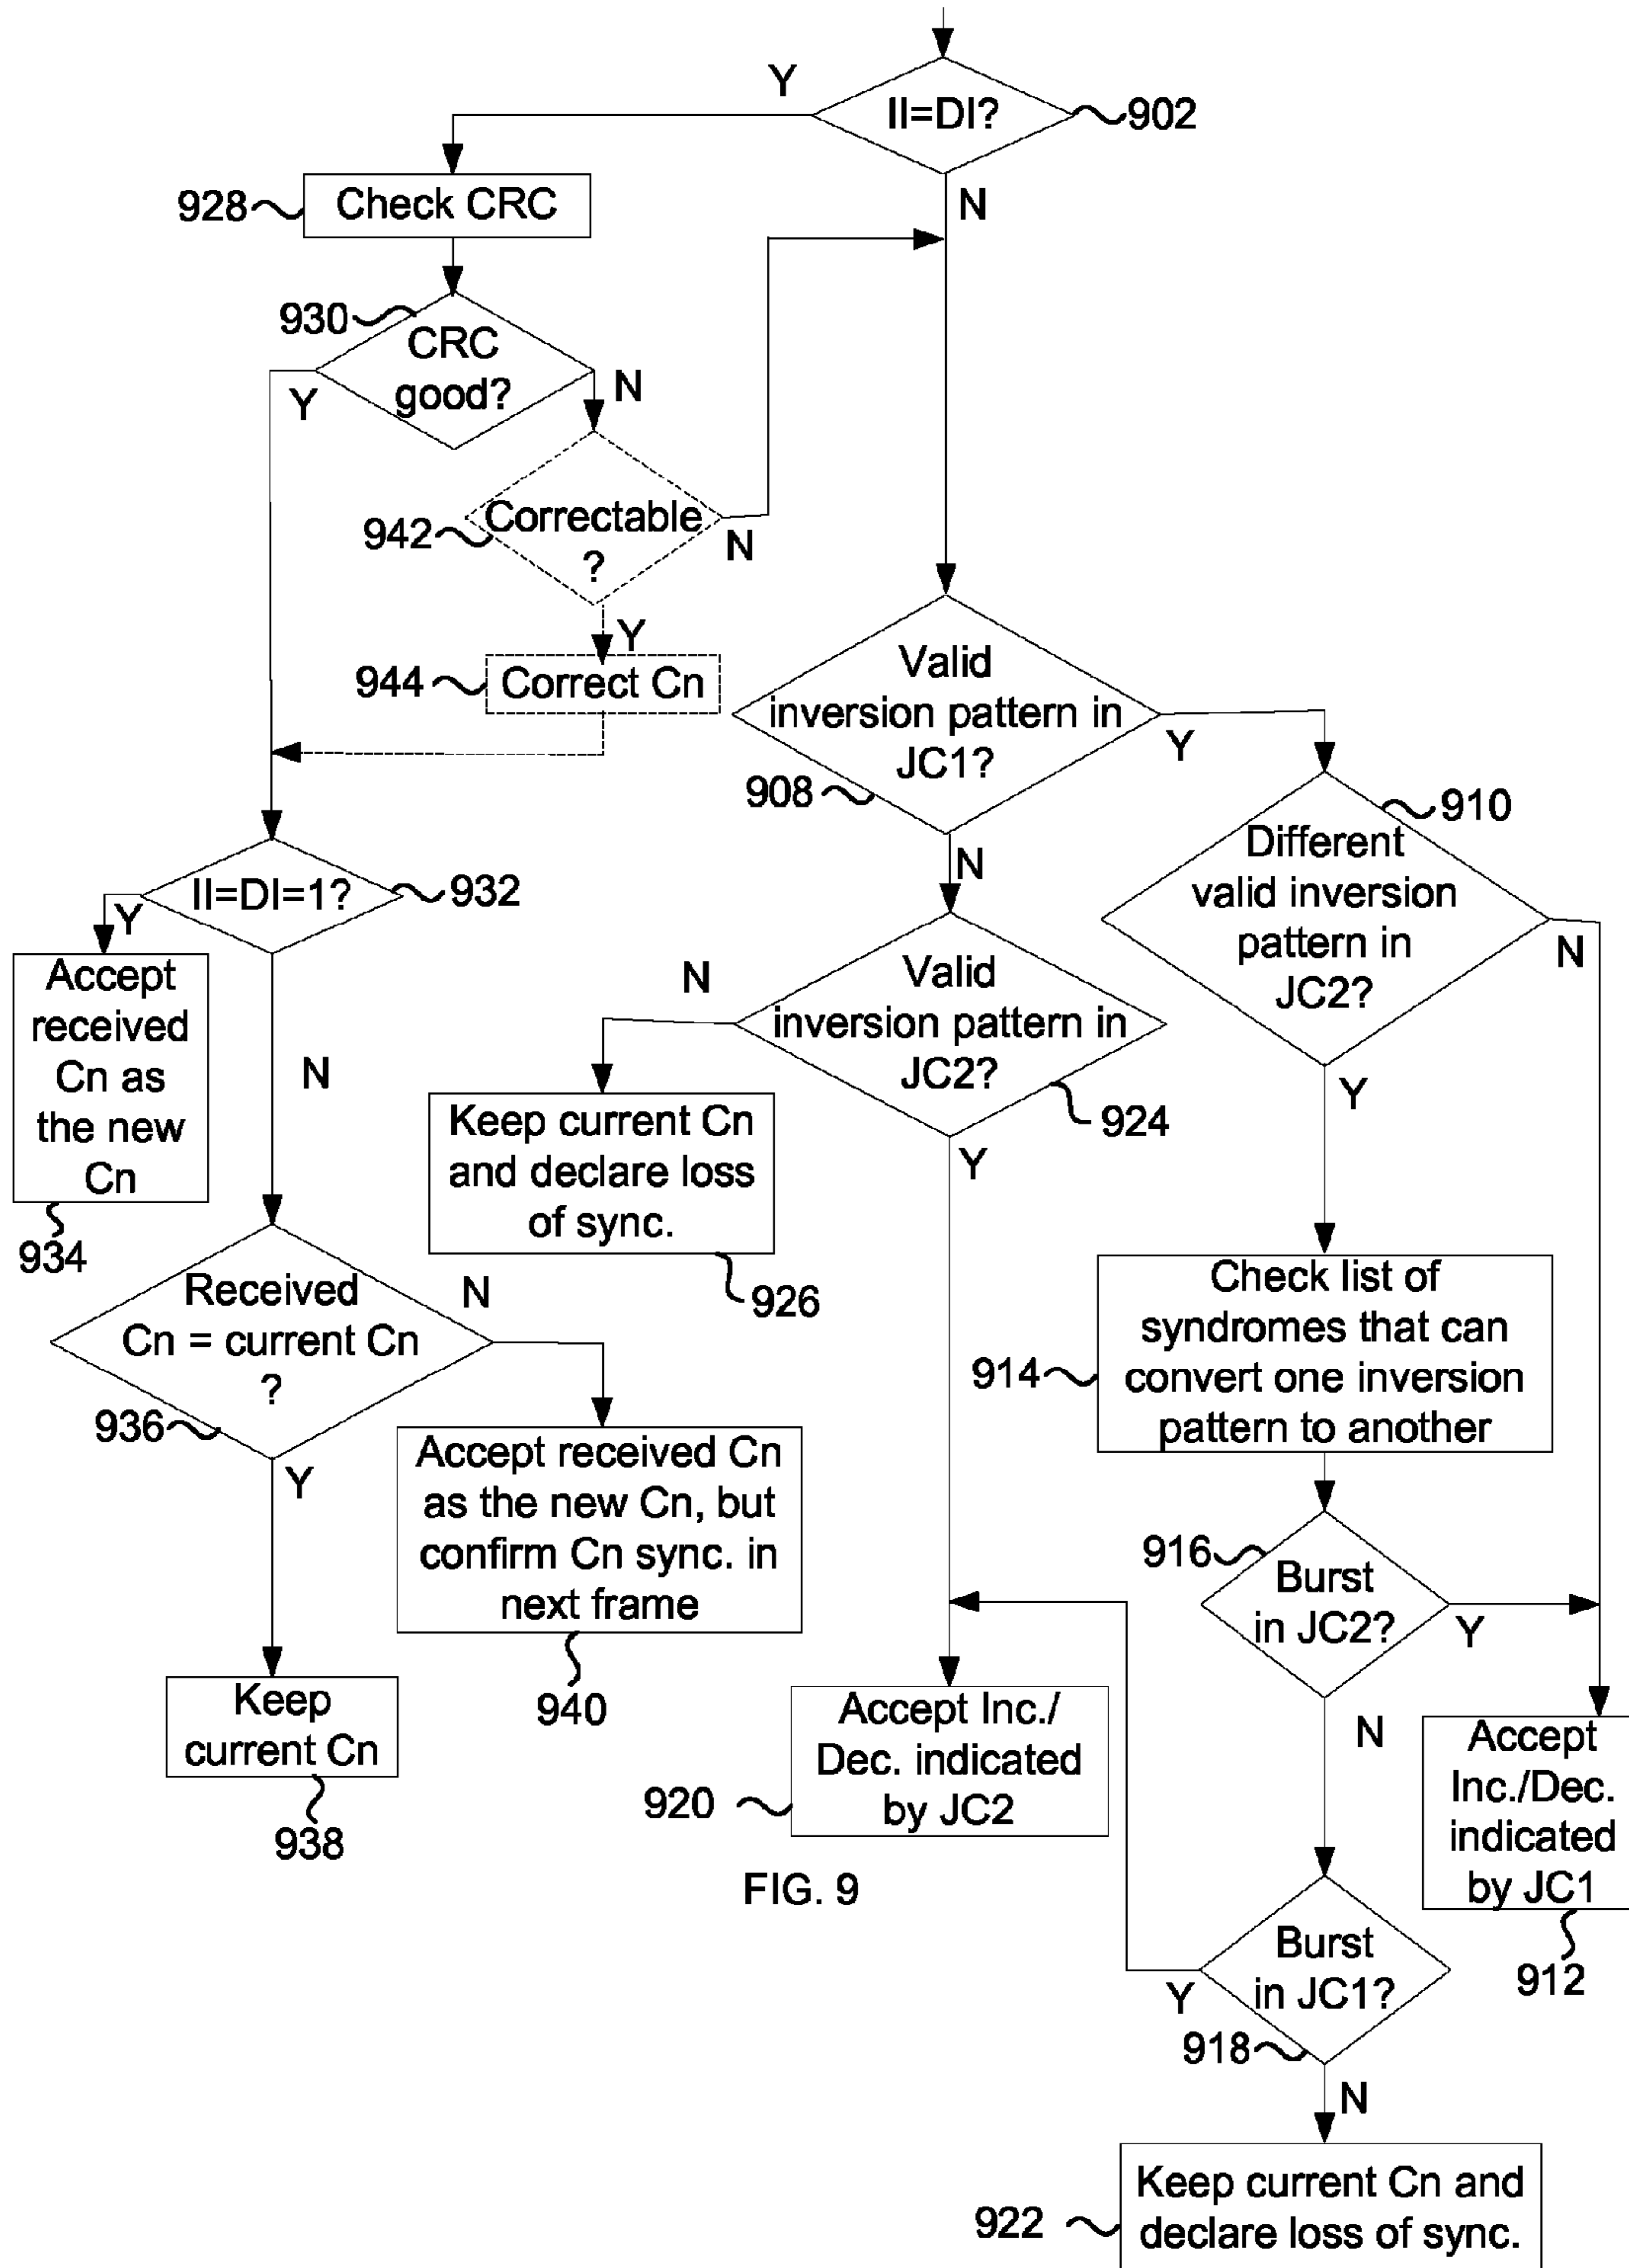 Y
II=DI?
902
N
928
Check CRC
930
CRC
good?
Y
N
942
Correctable
?
N
Y
944
Correct Cn
Valid
inversion pattern in
JC1?
908
Y
N
910
Different
valid inversion
pattern in
JC2?
N
Y
II=DI=1?
932
Y
N
Accept
received
Cn as
the new
Cn
934
Valid
inversion pattern in
JC2?
N
924
Y
Keep current Cn
and declare loss
of sync.
926
Received
Cn = current Cn
?
N
936
Y
Accept received Cn
as the new Cn, but
confirm Cn sync. in
next frame
940
Keep
current Cn
938
Check list of
syndromes that can
convert one inversion
pattern to another
914
916
Burst
in JC2?
Y
N
Accept Inc./
Dec. indicated
by JC2
920
Accept
Inc./Dec.
indicated
by JC1
912
Burst
in JC1?
Y
918
N
Keep current Cn and
declare loss of sync.
922
FIG. 9